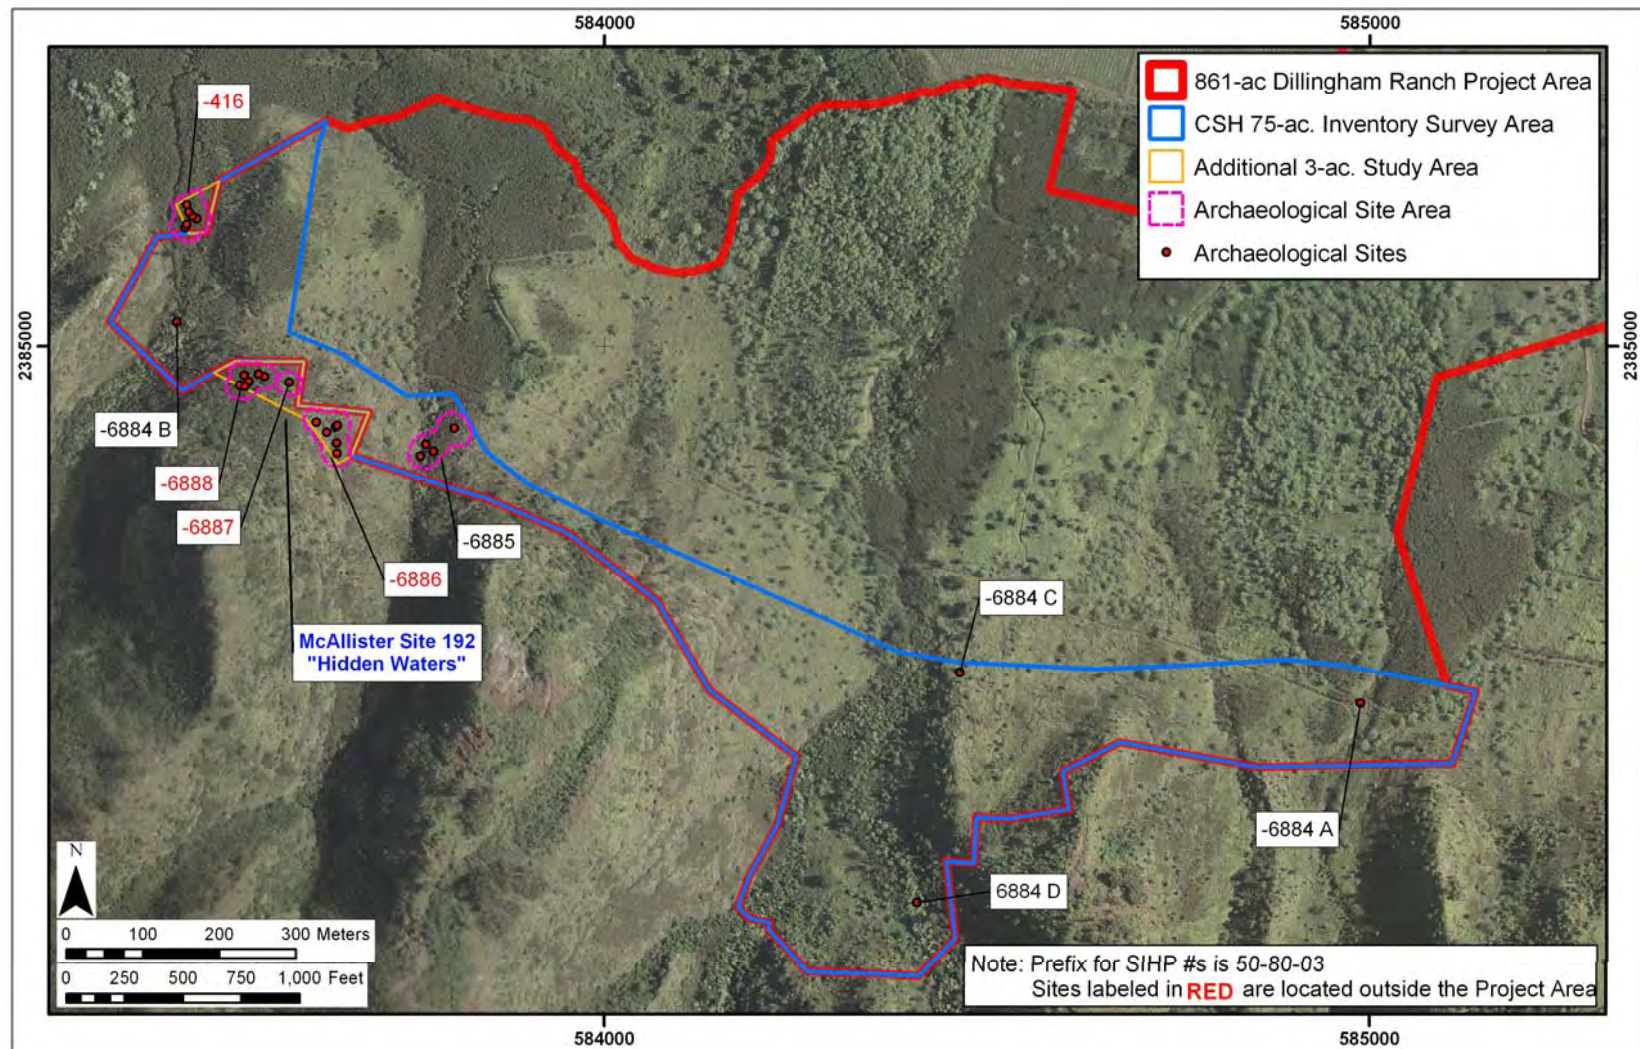 584000
585000
861-ac Dillingham Ranch Project Area
CSH 75-ac. Inventory Survey Area
Additional 3-ac. Study Area
Archaeological Site Area
Archaeological Sites
-416
2385000
2385000
-6884 B
-6888
-6887
-6885
-6886
-6884 C
McAllister Site 192
"Hidden Waters"
-6884 A
6884 D
N
0 100 200 300 Meters
0 250 500 750 1,000 Feet
Note: Prefix for SIHP #s is 50-80-03
Sites labeled in RED are located outside the Project Area
584000
585000